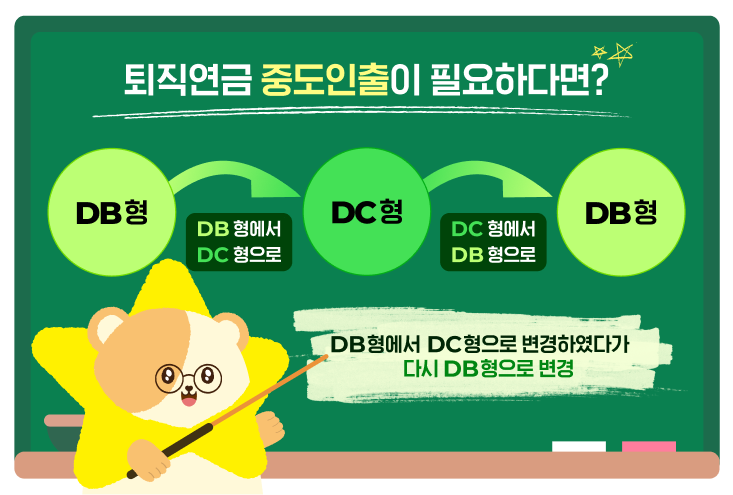 퇴직연금 중도인출이 필요하다면?
DB형
DB 형에서
DC 형으로
DC형
DC 형에서
DB 형으로
DB형
DB형에서 DC형으로 변경하였다가
다시 DB형으로 변경